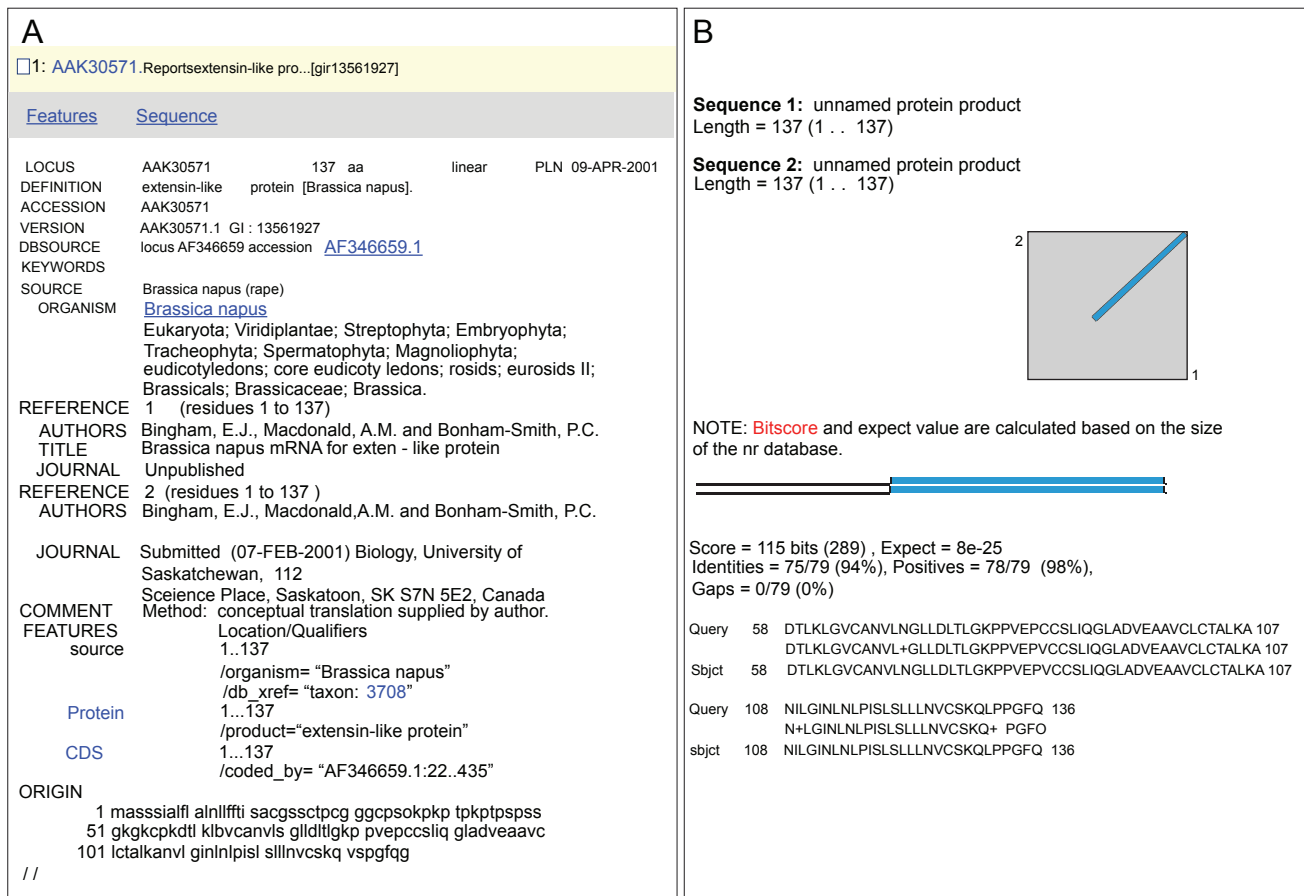 A
1: AAK30571.Reportsextensin-like pro...[gir13561927]
Features Sequence
LOCUS AAK30571 137 aa linear PLN 09-APR-2001
DEFINITION extensin-like protein [Brassica napus].
ACCESSION AAK30571
VERSION AAK30571.1 GI : 13561927
DBSOURCE locus AF346659 accession AF346659.1
KEYWORDS
SOURCE Brassica napus (rape)
ORGANISM Brassica napus
Eukaryota; Viridiplantae; Streptophyta; Embryophyta;
Tracheophyta; Spermatophyta; Magnoliophyta;
eudicotyledons; core eudicoty ledons; rosids; eurosids II;
Brassicals; Brassicaceae; Brassica.
REFERENCE 1 (residues 1 to 137)
AUTHORS Bingham, E.J., Macdonald, A.M. and Bonham-Smith, P.C.
TITLE Brassica napus mRNA for exten - like protein
JOURNAL Unpublished
REFERENCE 2 (residues 1 to 137 )
AUTHORS Bingham, E.J., Macdonald,A.M. and Bonham-Smith, P.C.
JOURNAL Submitted (07-FEB-2001) Biology, University of
Saskatchewan, 112
Sceience Place, Saskatoon, SK S7N 5E2, Canada
COMMENT Method: conceptual translation supplied by author.
FEATURES Location/Qualifiers
source 1..137
/organism= “Brassica napus”
/db_xref= “taxon: 3708”
Protein 1...137
/product=“extensin-like protein”
CDS 1...137
/coded_by= “AF346659.1:22..435”
ORIGIN
1 masssialfl alnllffti sacgssctpcg ggcpsokpkp tpkptpspss
51 gkgkcpkdtl klbvcanvls glldltlgkp pvepccsliq gladveaavc
101 lctalkanvl ginlnlpisl slllnvcskq vspgfqg
/ /
B
Sequence 1: unnamed protein product
Length = 137 (1 . . 137)
Sequence 2: unnamed protein product
Length = 137 (1 . . 137)
2
1
NOTE: Bitscore and expect value are calculated based on the size
of the nr database.
Score = 115 bits (289) , Expect = 8e-25
Identities = 75/79 (94%), Positives = 78/79 (98%),
Gaps = 0/79 (0%)
Query 58 DTLKLGVCANVLNGLLDLTLGKPPVEPCCSLIQGLADVEAAVCLCTALKA 107
DTLKLGVCANVL+GLLDLTLGKPPVEPVCCSLIQGLADVEAAVCLCTALKA 107
Sbjct 58 DTLKLGVCANVLNGLLDLTLGKPPVEPVCCSLIQGLADVEAAVCLCTALKA 107
Query 108 NILGINLNLPISLSLLLNVCSKQLPPGFQ 136
N+LGINLNLPISLSLLLNVCSKQ+ PGFO
sbjct 108 NILGINLNLPISLSLLLNVCSKQLPPGFQ 136